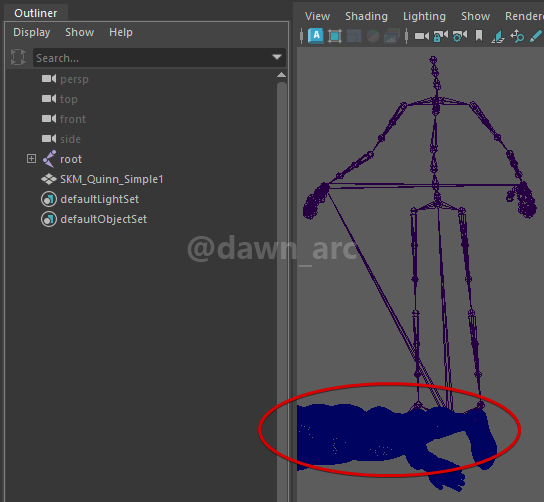 Outliner
Display Show Help
Search...
persp
top
front
side
root
SKM_Quinn_Simple1
defaultLightSet
defaultObjectSet
View Shading Lighting Show Rendere
A
@dawn_arc